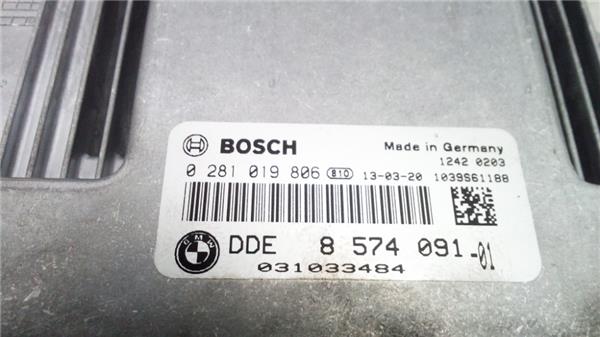 BOSCH
Made in Germany
1242 0203
0 281 019 806 810 13-03-20 1039S61188
BMW DDE 8 574 091-01
031033484